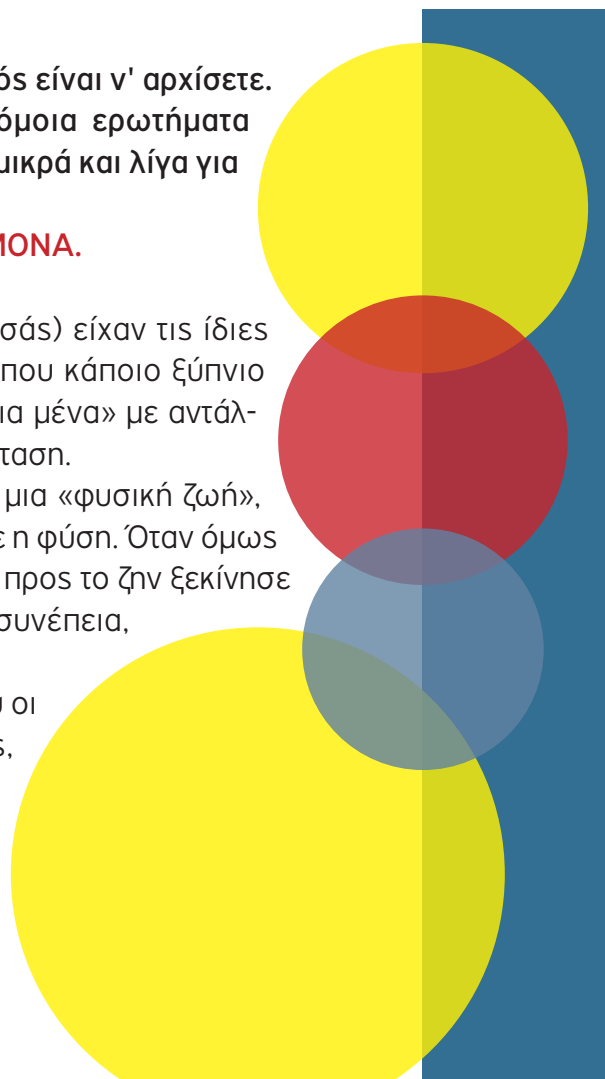 ός είναι ν' αρχίσετε.
όμοια ερωτήματα
μικρά και λίγα για
ΜΟΝΑ.
σάς) είχαν τις ίδιες
που κάποιο ξύπνιο
ια μένα» με αντάλ-
ταση.
μια «φυσική ζωή»,
ε η φύση. Όταν όμως
προς το ζην ξεκίνησε
συνέπεια,
οι
ς,